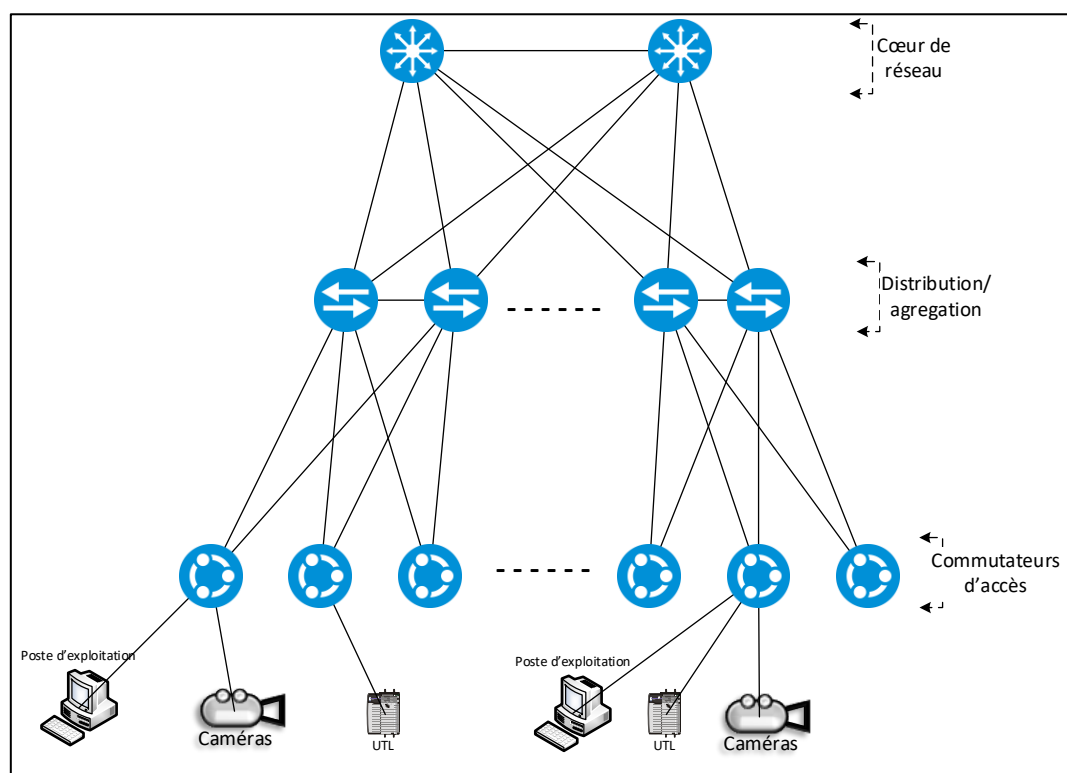 Cœur de
réseau
Distribution/
agregation
Commutateurs
d'accès
Poste d'exploitation
Caméras
UTL
Poste d'exploitation
UTL
Caméras